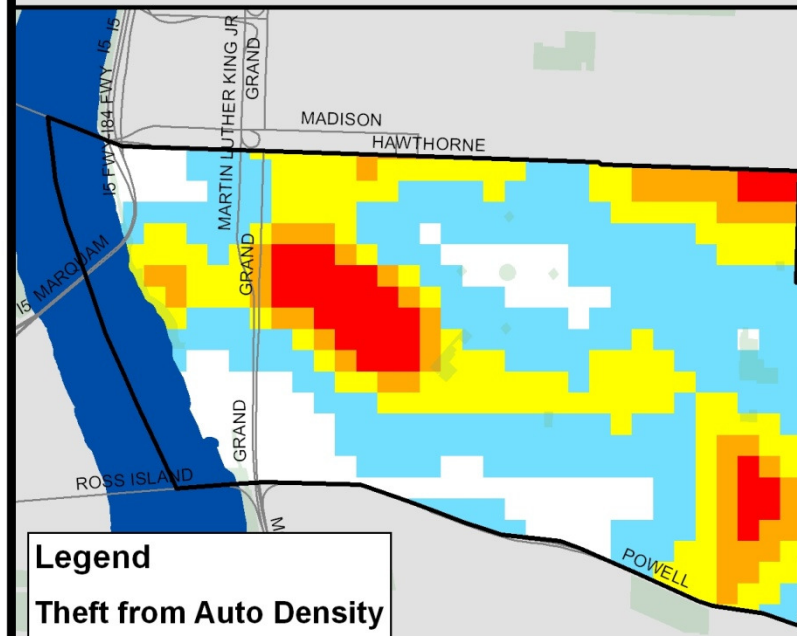 I5 I5
I5 FWY I84 FWY
MARTIN LUTHER KING JR
GRAND
MADISON
HAWTHORNE
I5 MARQUAM
GRAND
GRAND
ROSS ISLAND
M
POWELL
Legend
Theft from Auto Density